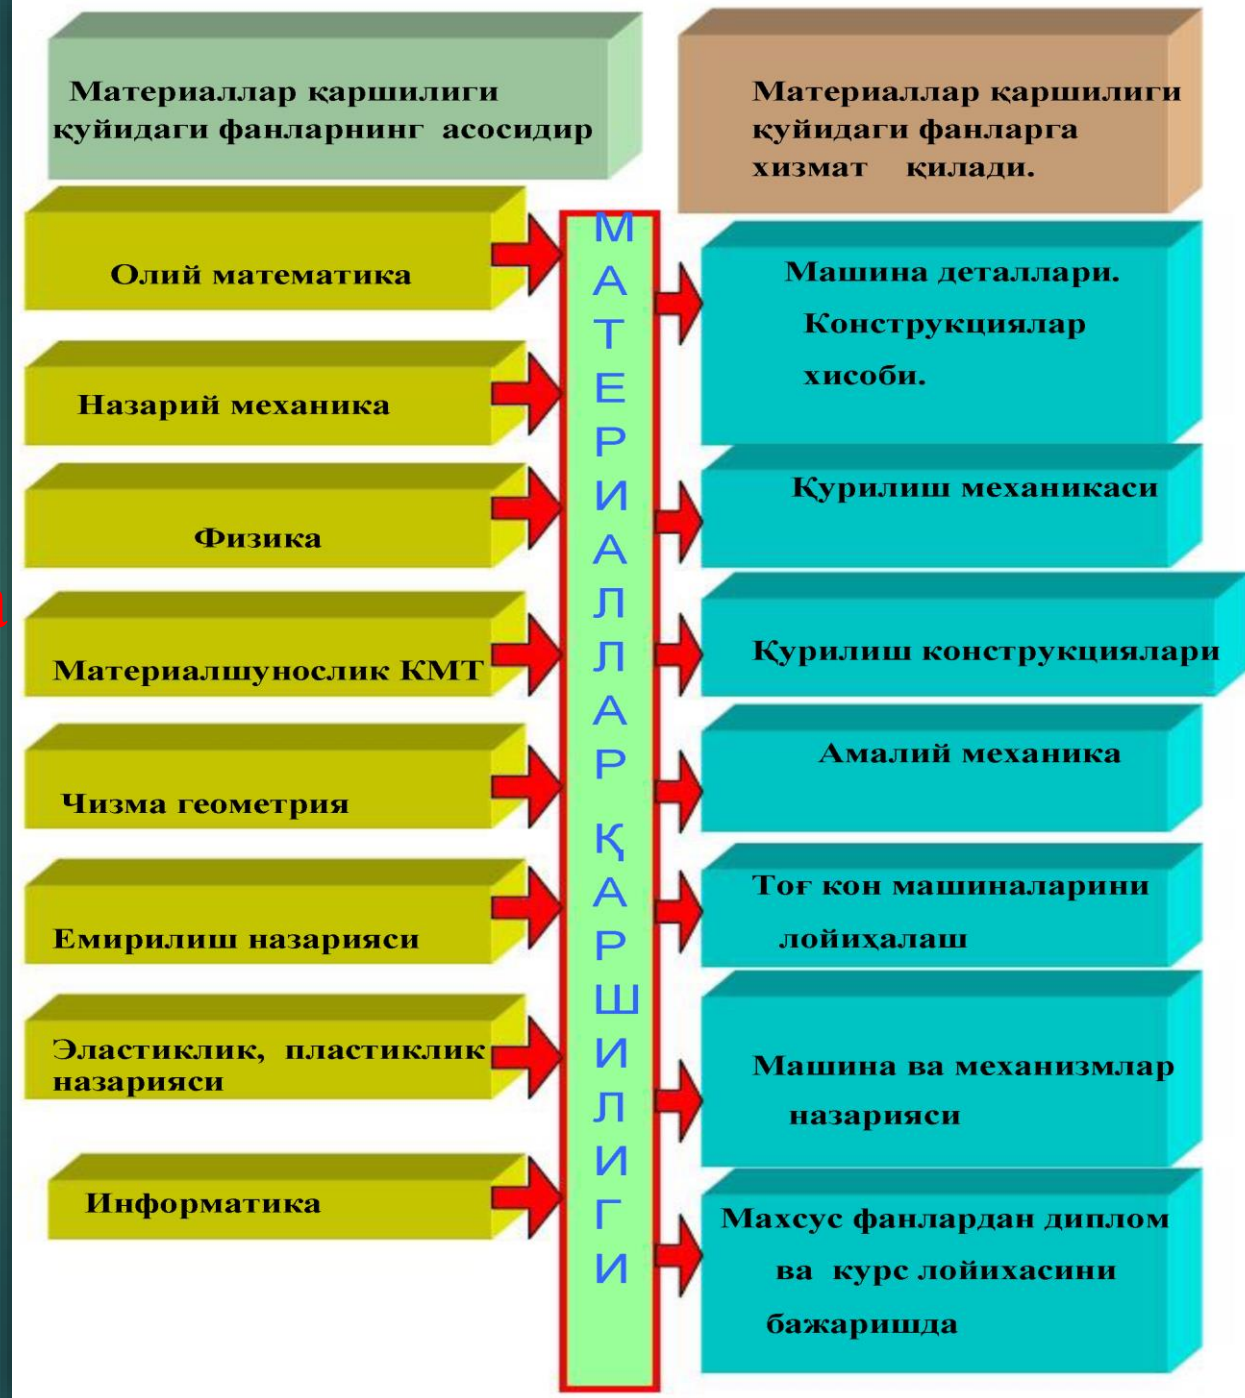 Материаллар қаршилиги
қуйидаги фанларнинг асосидир
Олий математика
Назарий механика
Физика
Материалшунослик КМТ
Чизма геометрия
Емирилиш назарияси
Эластиклик, пластиклик
назарияси
Информатика
МАТЕРИАЛЛАР ҚАРШИЛИГИ
Материаллар қаршилиги
қуйидаги фанларга
хизмат қилади.
Машина деталлари.
Конструкциялар
хисоби.
Қурилиш механикаси
Қурилиш конструкциялари
Амалий механика
Тоғ кон машиналарини
лойиҳалаш
Машина ва механизмлар
назарияси
Махсус фанлардан диплом
ва курс лойихасини
бажаришда